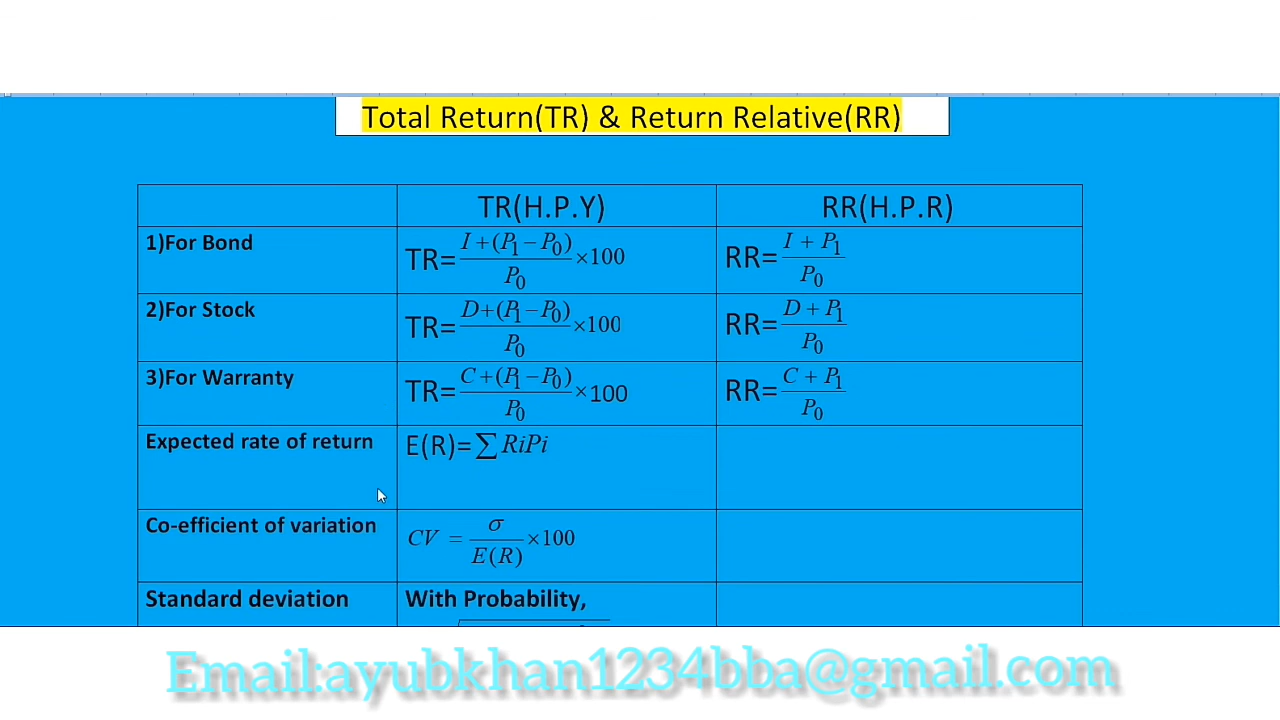 Total Return(TR) & Return Relative(RR)
TR(H.P.Y) RR(H.P.R)
1)For Bond TR= I+(P₁−P₀) / P₀ ×100 RR= I + P₁ / P₀
2)For Stock TR= D+(P₁−P₀) / P₀ ×100 RR= D + P₁ / P₀
3)For Warranty TR= C+(P₁−P₀) / P₀ ×100 RR= C + P₁ / P₀
Expected rate of return E(R)=∑RiPi
Co-efficient of variation CV = σ / E(R) ×100
Standard deviation With Probability,
Email:ayubkhan1234bba@gmail.com